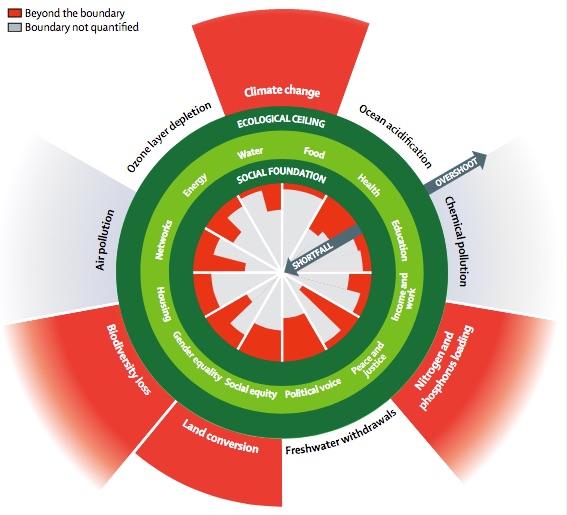 Beyond the boundary
Boundary not quantified
Climate change
Ozone layer depletion
Ocean acidification
ECOLOGICAL CEILING
Water
Food
Energy
Health
SOCIAL FOUNDATION
OVERSHOOT
Networks
Education
SHORTFALL
Air pollution
Chemical pollution
Housing
Income and
work
Gender equality
Social equity
Political voice
Peace and
justice
Biodiversity loss
Nitrogen and
phosphorus loading
Land conversion
Freshwater withdrawals